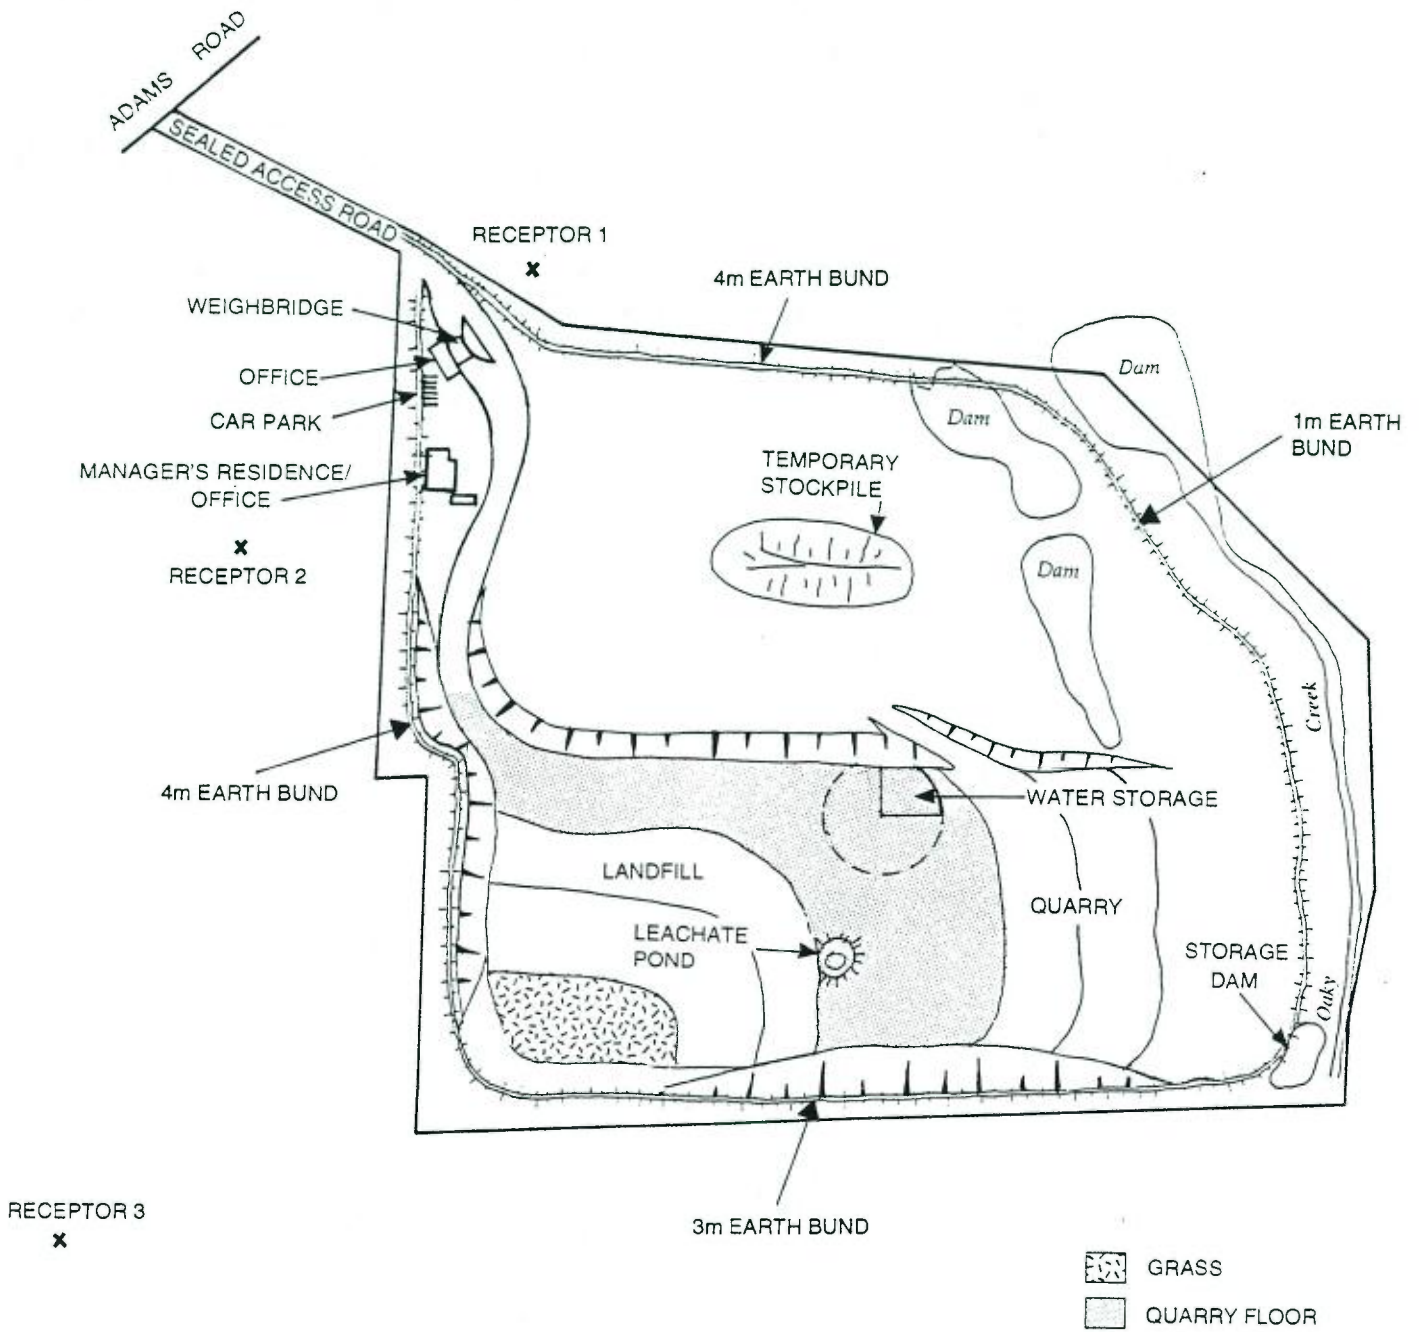 ADAMS ROAD
SEALED ACCESS ROAD
RECEPTOR 1
x
4m EARTH BUND
WEIGHBRIDGE
OFFICE
CAR PARK
MANAGER'S RESIDENCE/
OFFICE
x
RECEPTOR 2
Dam
Dam
1m EARTH
BUND
TEMPORARY
STOCKPILE
Dam
Creek
4m EARTH BUND
WATER STORAGE
LANDFILL
QUARRY
LEACHATE
POND
STORAGE
DAM
Oaky
RECEPTOR 3
x
3m EARTH BUND
GRASS
QUARRY FLOOR